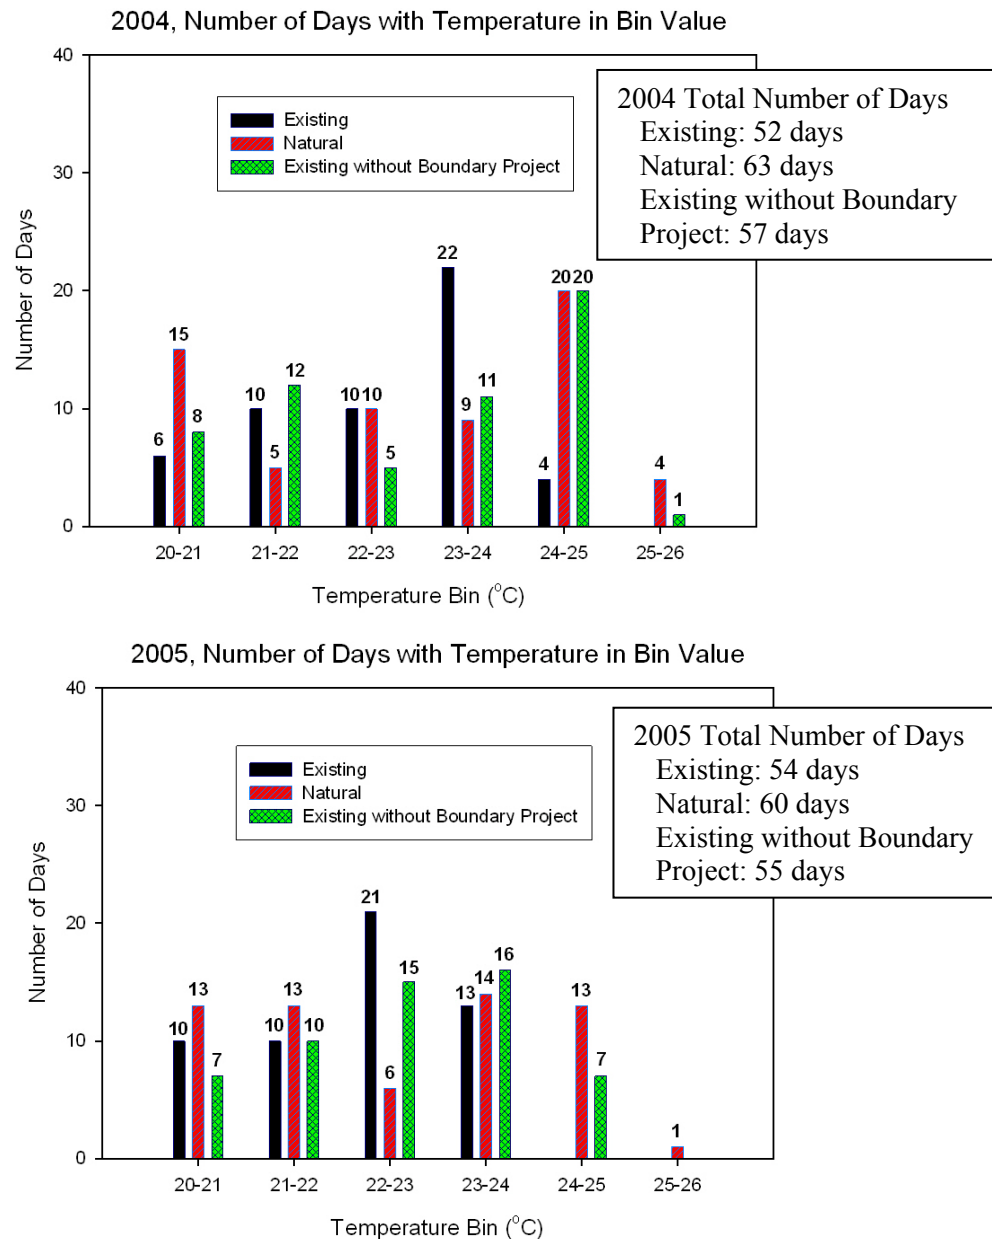 2004, Number of Days with Temperature in Bin Value
40
30
20
10
0
Number of Days
Existing
Natural
Existing without Boundary Project
2004 Total Number of Days
Existing: 52 days
Natural: 63 days
Existing without Boundary
Project: 57 days
6
15
8
10
5
12
10
10
5
22
9
11
4
20
20
4
1
20-21
21-22
22-23
23-24
24-25
25-26
Temperature Bin (°C)
2005, Number of Days with Temperature in Bin Value
40
30
20
10
0
Number of Days
Existing
Natural
Existing without Boundary Project
2005 Total Number of Days
Existing: 54 days
Natural: 60 days
Existing without Boundary
Project: 55 days
10
13
7
10
13
10
21
6
15
13
14
16
13
7
1
20-21
21-22
22-23
23-24
24-25
25-26
Temperature Bin (°C)